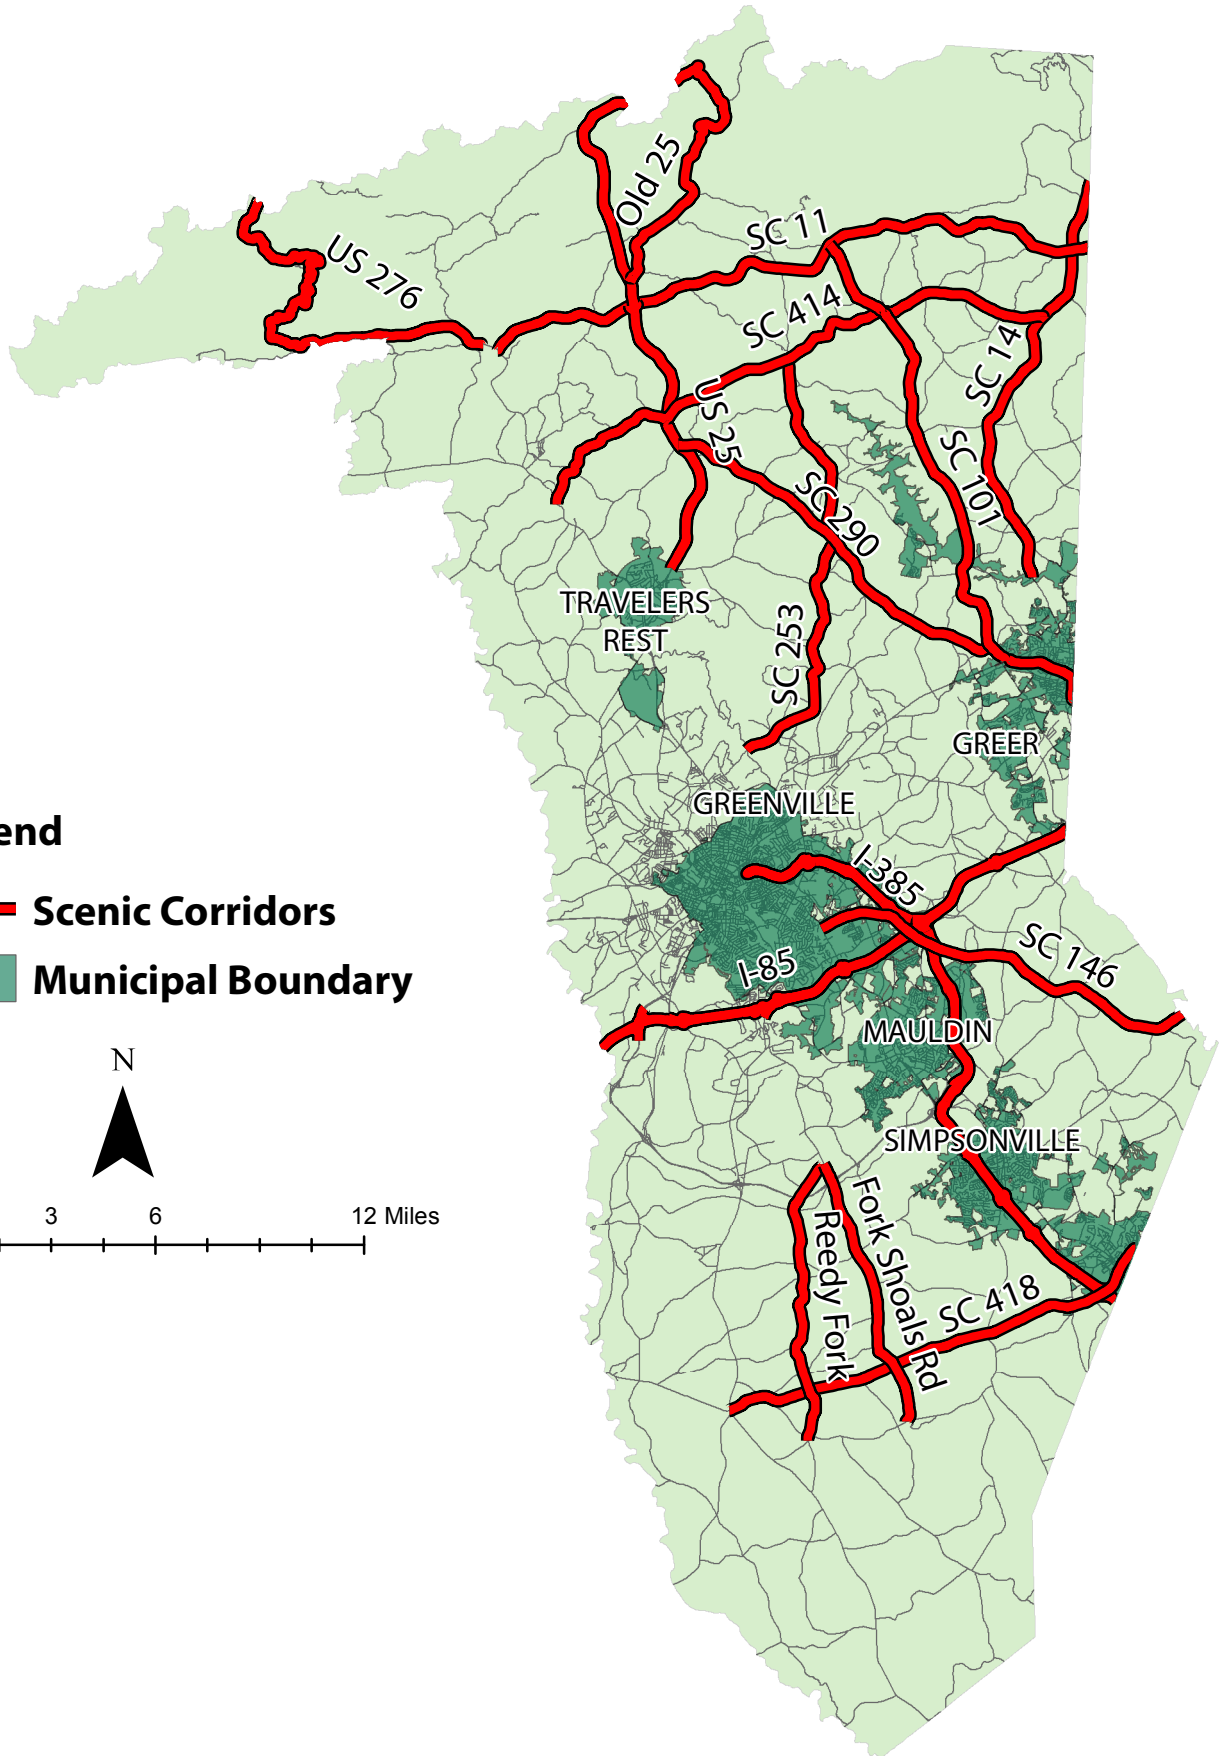 Old 25
SC 11
US 276
SC 414
SC 14
US 25
SC 101
SC 290
TRAVELERS
REST
SC 253
GREER
GREENVILLE
end
I-385
Scenic Corridors
SC 146
I-85
Municipal Boundary
MAULDIN
N
SIMPSONVILLE
3 6 12 Miles
Fork Shoals Rd
Reedy Fork
SC 418